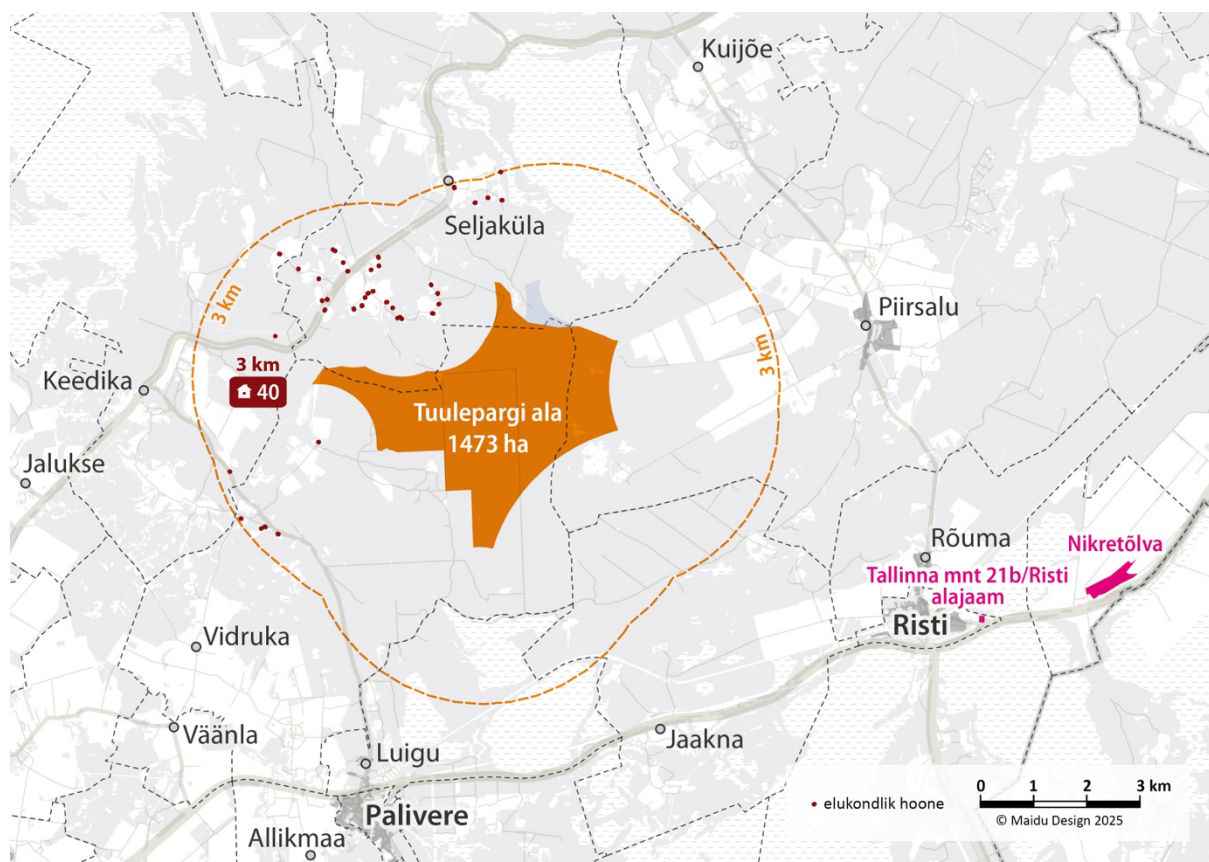 Kuijõe
Seljaküla
3 km
Piirsalu
3 km
3 km
40
Keedika
Tuulepargi ala
1473 ha
Jalukse
Rõuma
Nikretõlva
Tallinna mnt 21b/Risti
alajaam
Risti
Vidruka
Väänla
Jaakna
Luigu
Palivere
Allikmaa
elukondlik hoone
0 1 2 3 km
© Maidu Design 2025